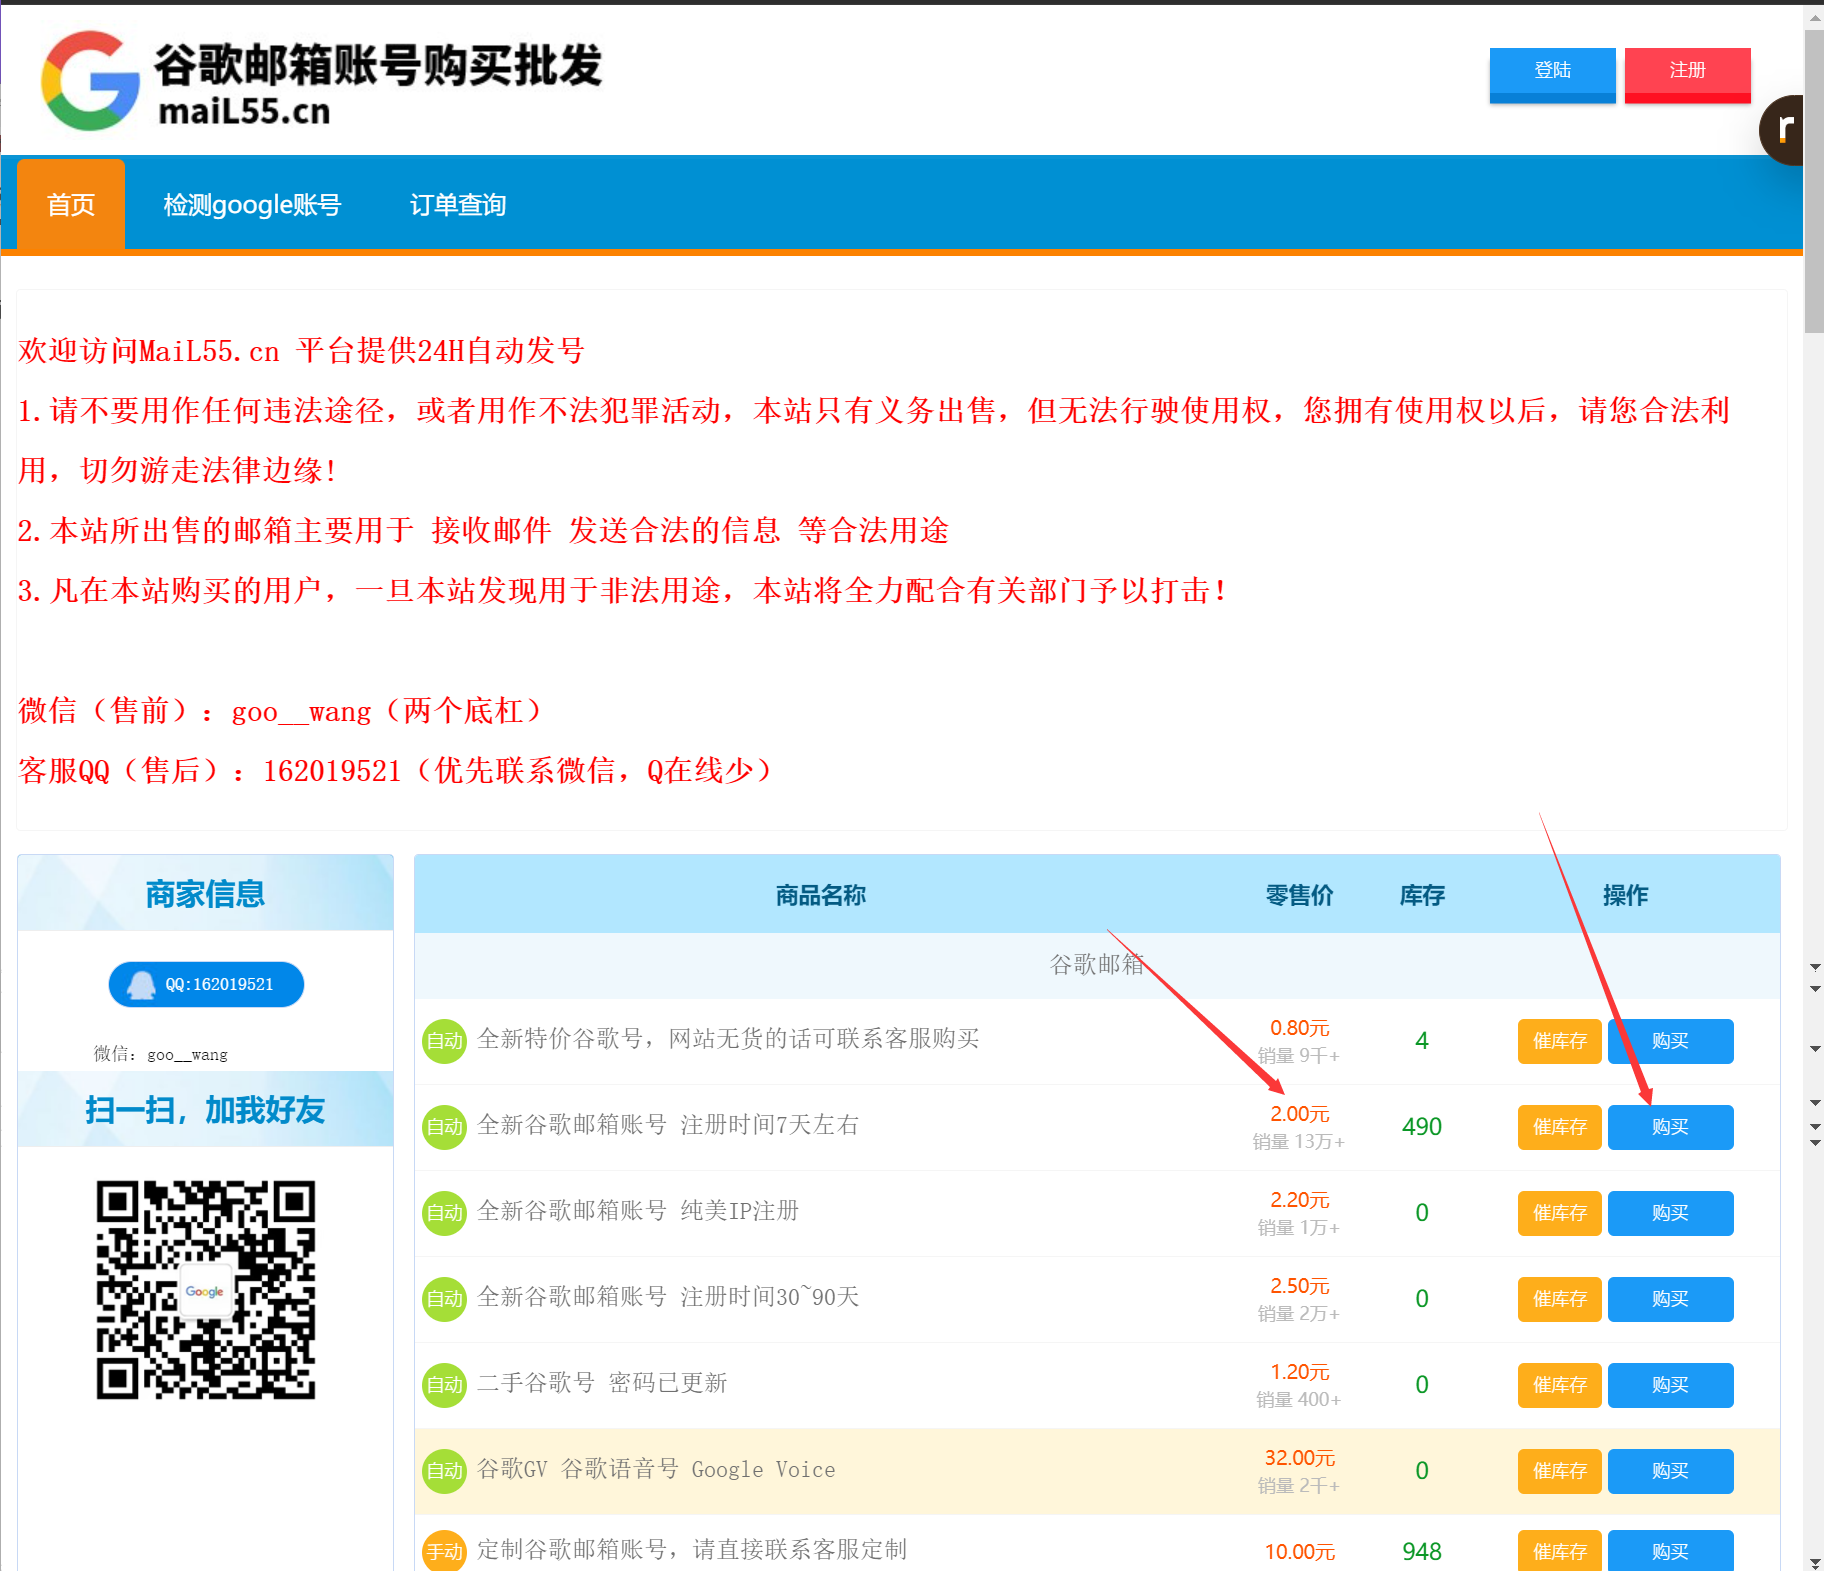 谷歌邮箱账号购买批发
maiL55.cn
登陆
注册
r
首页
检测google账号
订单查询
欢迎访问MaiL55.cn 平台提供24H自动发号
1.请不要用作任何违法途径，或者用作不法犯罪活动，本站只有义务出售，但无法行驶使用权，您拥有使用权以后，请您合法利
用，切勿游走法律边缘!
2.本站所出售的邮箱主要用于 接收邮件 发送合法的信息 等合法用途
3.凡在本站购买的用户，一旦本站发现用于非法用途，本站将全力配合有关部门予以打击!
微信（售前）: goo__wang（两个底杠）
客服QQ（售后）: 162019521（优先联系微信，Q在线少）
商家信息
QQ:162019521
微信: goo__wang
扫一扫，加我好友
Google
商品名称 零售价 库存 操作
谷歌邮箱
自动 全新特价谷歌号，网站无货的话可联系客服购买 0.80元 销量 9千+ 4 催库存 购买
自动 全新谷歌邮箱账号 注册时间7天左右 2.00元 销量 13万+ 490 催库存 购买
自动 全新谷歌邮箱账号 纯美IP注册 2.20元 销量 1万+ 0 催库存 购买
自动 全新谷歌邮箱账号 注册时间30~90天 2.50元 销量 2万+ 0 催库存 购买
自动 二手谷歌号 密码已更新 1.20元 销量 400+ 0 催库存 购买
自动 谷歌GV 谷歌语音号 Google Voice 32.00元 销量 2千+ 0 催库存 购买
手动 定制谷歌邮箱账号，请直接联系客服定制 10.00元 948 催库存 购买